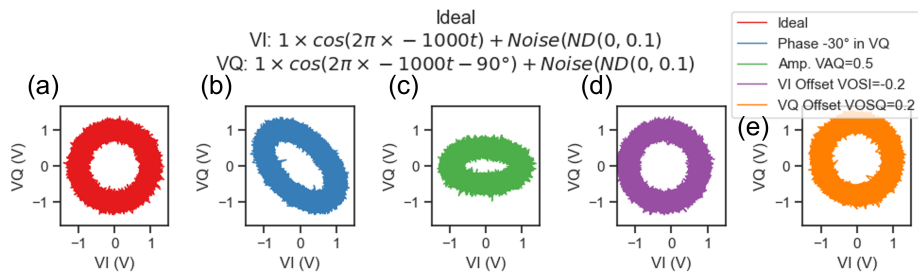 Ideal
VI: 1 × cos(2π × − 1000t) + Noise(ND(0, 0.1)
VQ: 1 × cos(2π × − 1000t − 90°) + Noise(ND(0, 0.1)
Ideal
Phase -30° in VQ
Amp. VAQ=0.5
VI Offset VOSI=-0.2
VQ Offset VOSQ=0.2
(a)
(b)
(c)
(d)
(e)
VQ (V)
1
0
−1
−1 0 1
VI (V)
VQ (V)
1
0
−1
−1 0 1
VI (V)
VQ (V)
1
0
−1
−1 0 1
VI (V)
VQ (V)
1
0
−1
−1 0 1
VI (V)
VQ (V)
1
0
−1
−1 0 1
VI (V)